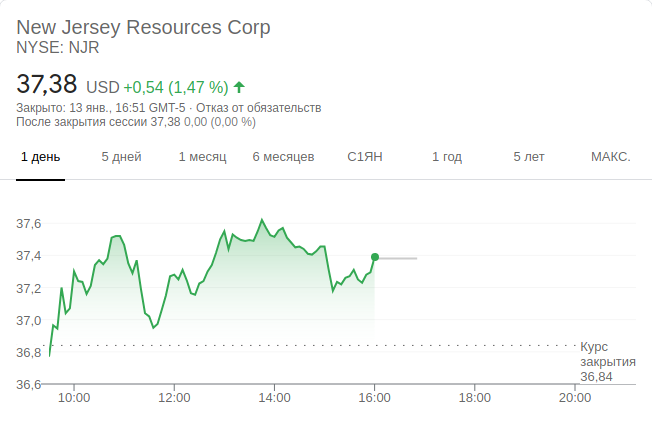 New Jersey Resources Corp
NYSE: NJR
37,38 USD +0,54 (1,47 %)
Закрыто: 13 янв., 16:51 GMT-5 · Отказ от обязательств
После закрытия сессии 37,38 0,00 (0,00 %)
1 день 5 дней 1 месяц 6 месяцев С1ЯН 1 год 5 лет МАКС.
37,6
37,4
37,2
37,0
36,8
Курс
закрытия
36,84
36,6
10:00 12:00 14:00 16:00 18:00 20:00